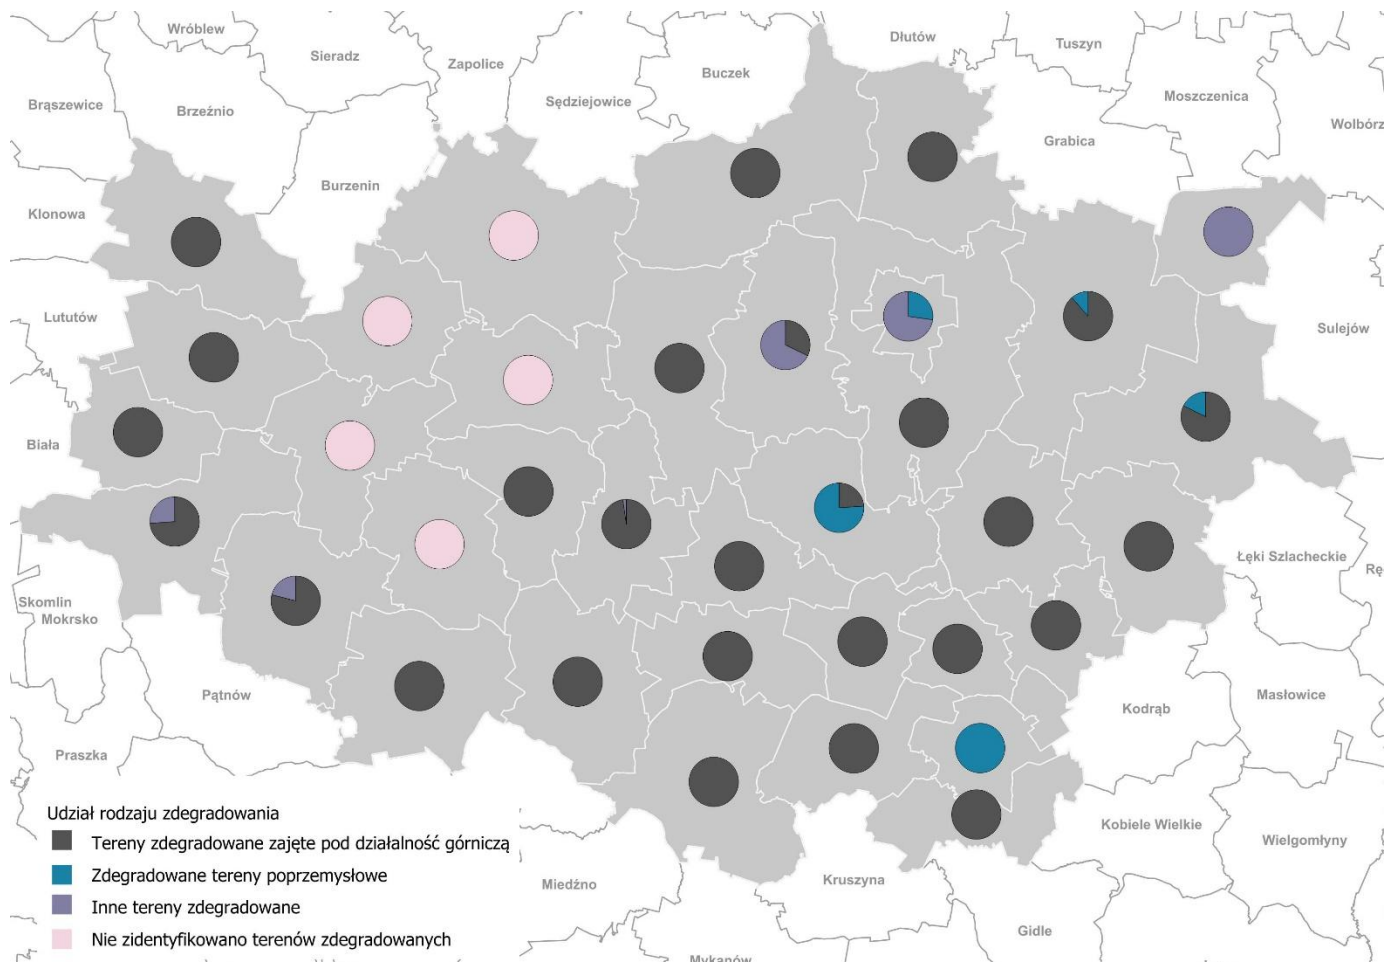 Wróblew
Sieradz
Zapolice
Buczek
Dłutów
Tuszyn
Brąszewice
Brzeźnio
Sędziejowice
Moszczenica
Wolbórz
Grabica
Burzenin
Klonowa
Lututów
Sulejów
Biała
Łęki Szlacheckie
Skomlin
Mokrsko
Pątnów
Masłowice
Kodrąb
Praszka
Udział rodzaju zdegradowania
Tereny zdegradowane zajęte pod działalność górniczą
Zdegradowane tereny poprzemysłowe
Inne tereny zdegradowane
Nie zidentyfikowano terenów zdegradowanych
Kobiele Wielkie
Wielgomłyny
Miedźno
Kruszyna
Gidle
Mykanów